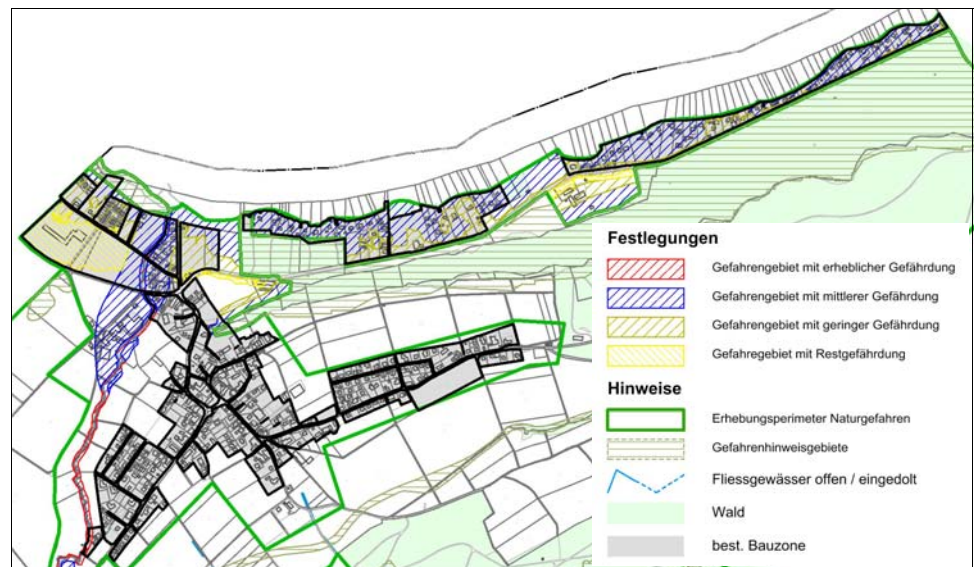 Festlegungen
Gefahrengebiet mit erheblicher Gefährdung
Gefahrengebiet mit mittlerer Gefährdung
Gefahrengebiet mit geringer Gefährdung
Gefahregebiet mit Restgefährdung
Hinweise
Erhebungsperimeter Naturgefahren
Gefahrenhinweisgebiete
Fliessgewässer offen / eingedolt
Wald
best. Bauzone